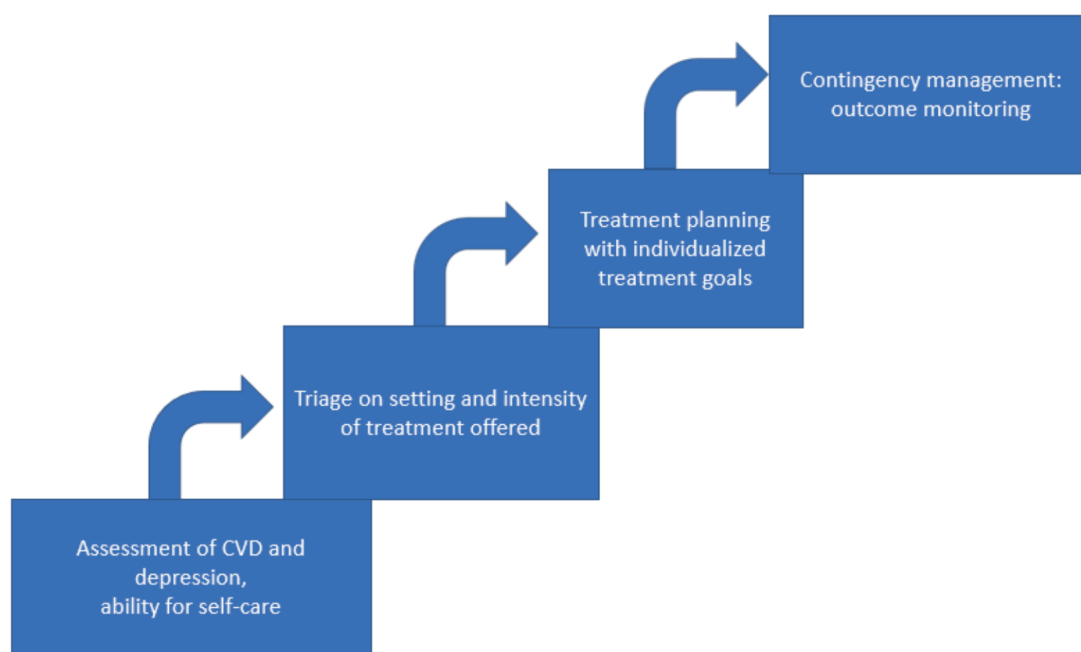 Contingency management:
outcome monitoring
Treatment planning
with individualized
treatment goals
Triage on setting and intensity
of treatment offered
Assessment of CVD and
depression,
ability for self-care